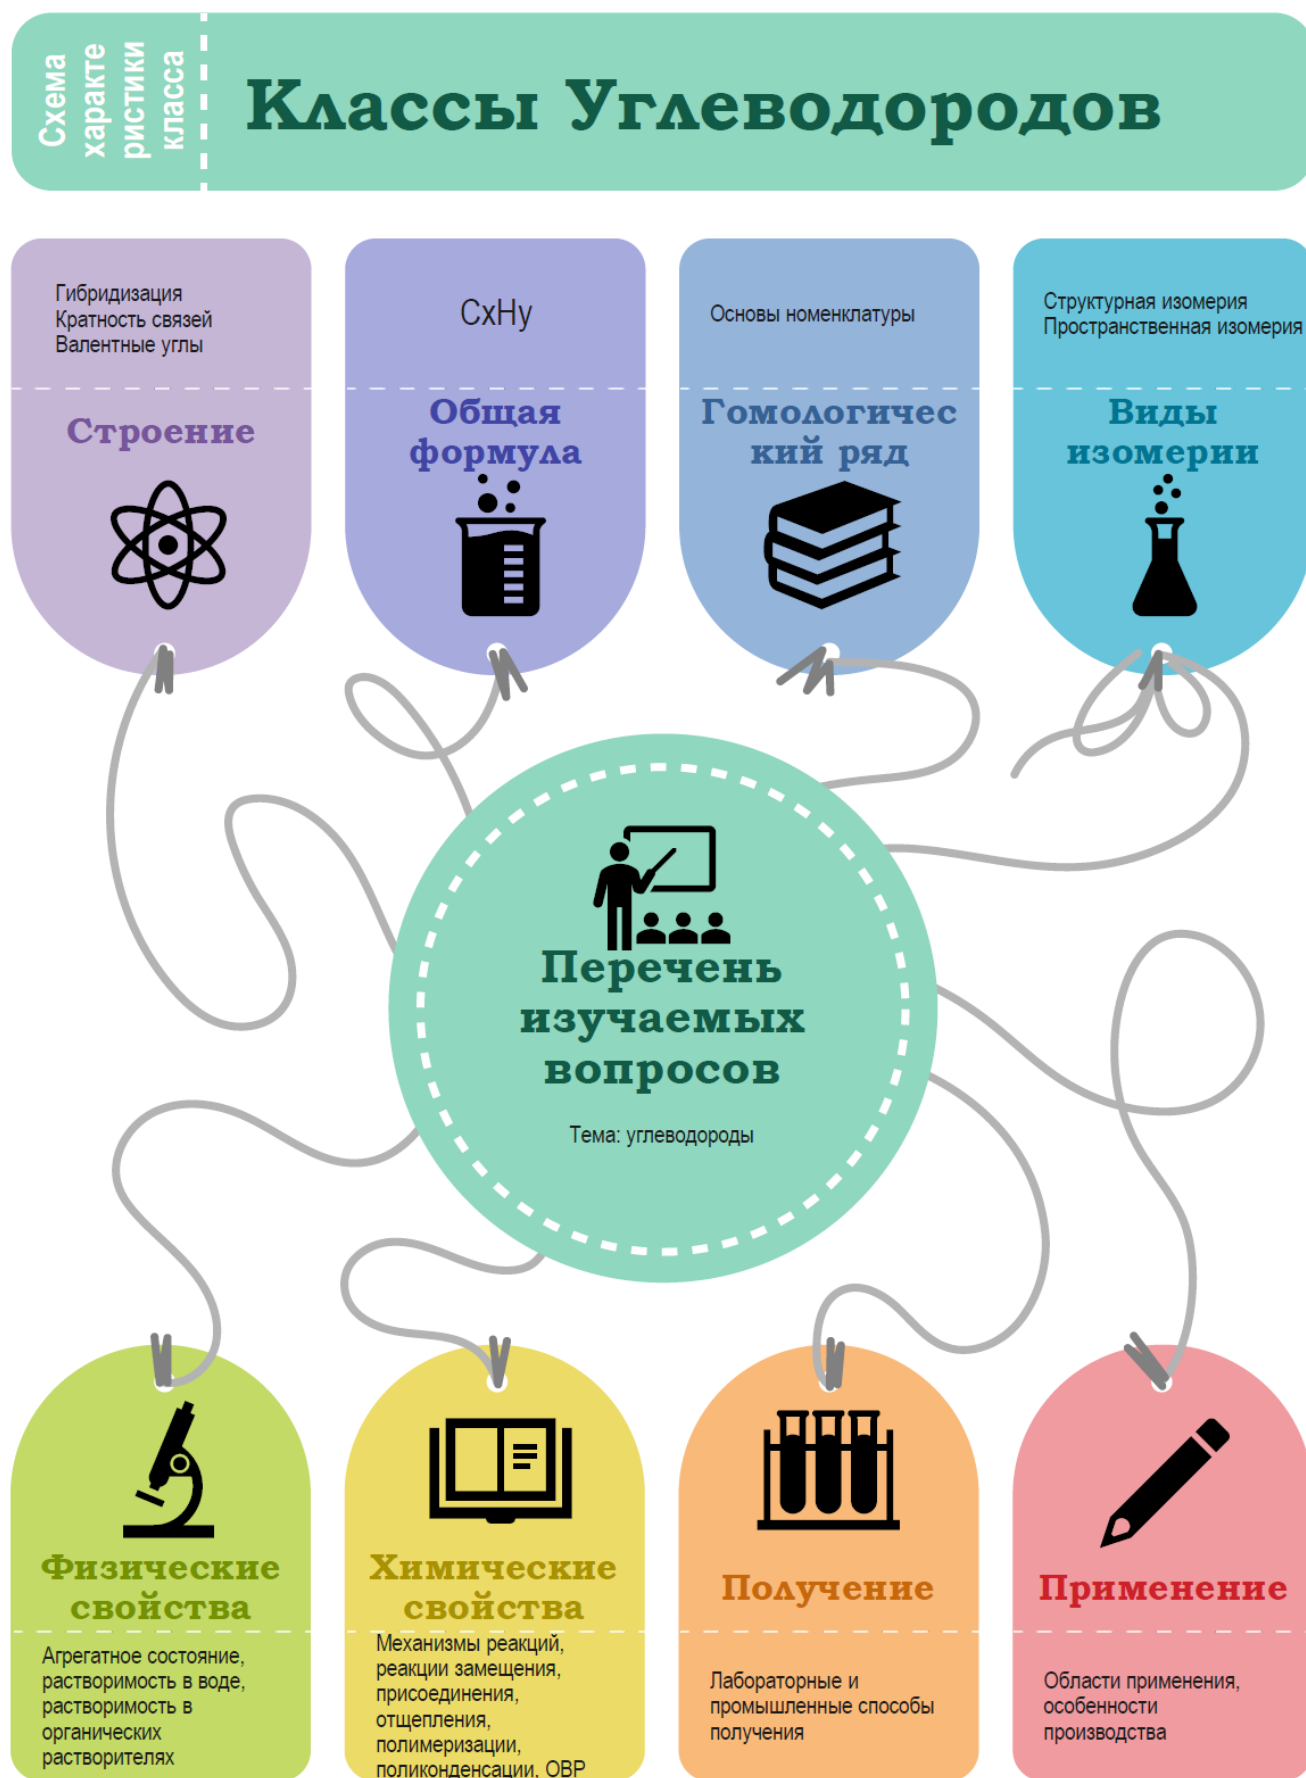 Схема
характе
ристики
класса
Классы Углеводородов
Гибридизация
Кратность связей
Валентные углы
Строение
CxHy
Общая
формула
Основы номенклатуры
Гомологичес
кий ряд
Структурная изомерия
Пространственная изомерия
Виды
изомерии
Перечень
изучаемых
вопросов
Тема: углеводороды
Физические
свойства
Агрегатное состояние,
растворимость в воде,
растворимость в
органических
растворителях
Химические
свойства
Механизмы реакций,
реакции замещения,
присоединения,
отщепления,
полимеризации,
поликонденсации, ОВР
Получение
Лабораторные и
промышленные способы
получения
Применение
Области применения,
особенности
производства